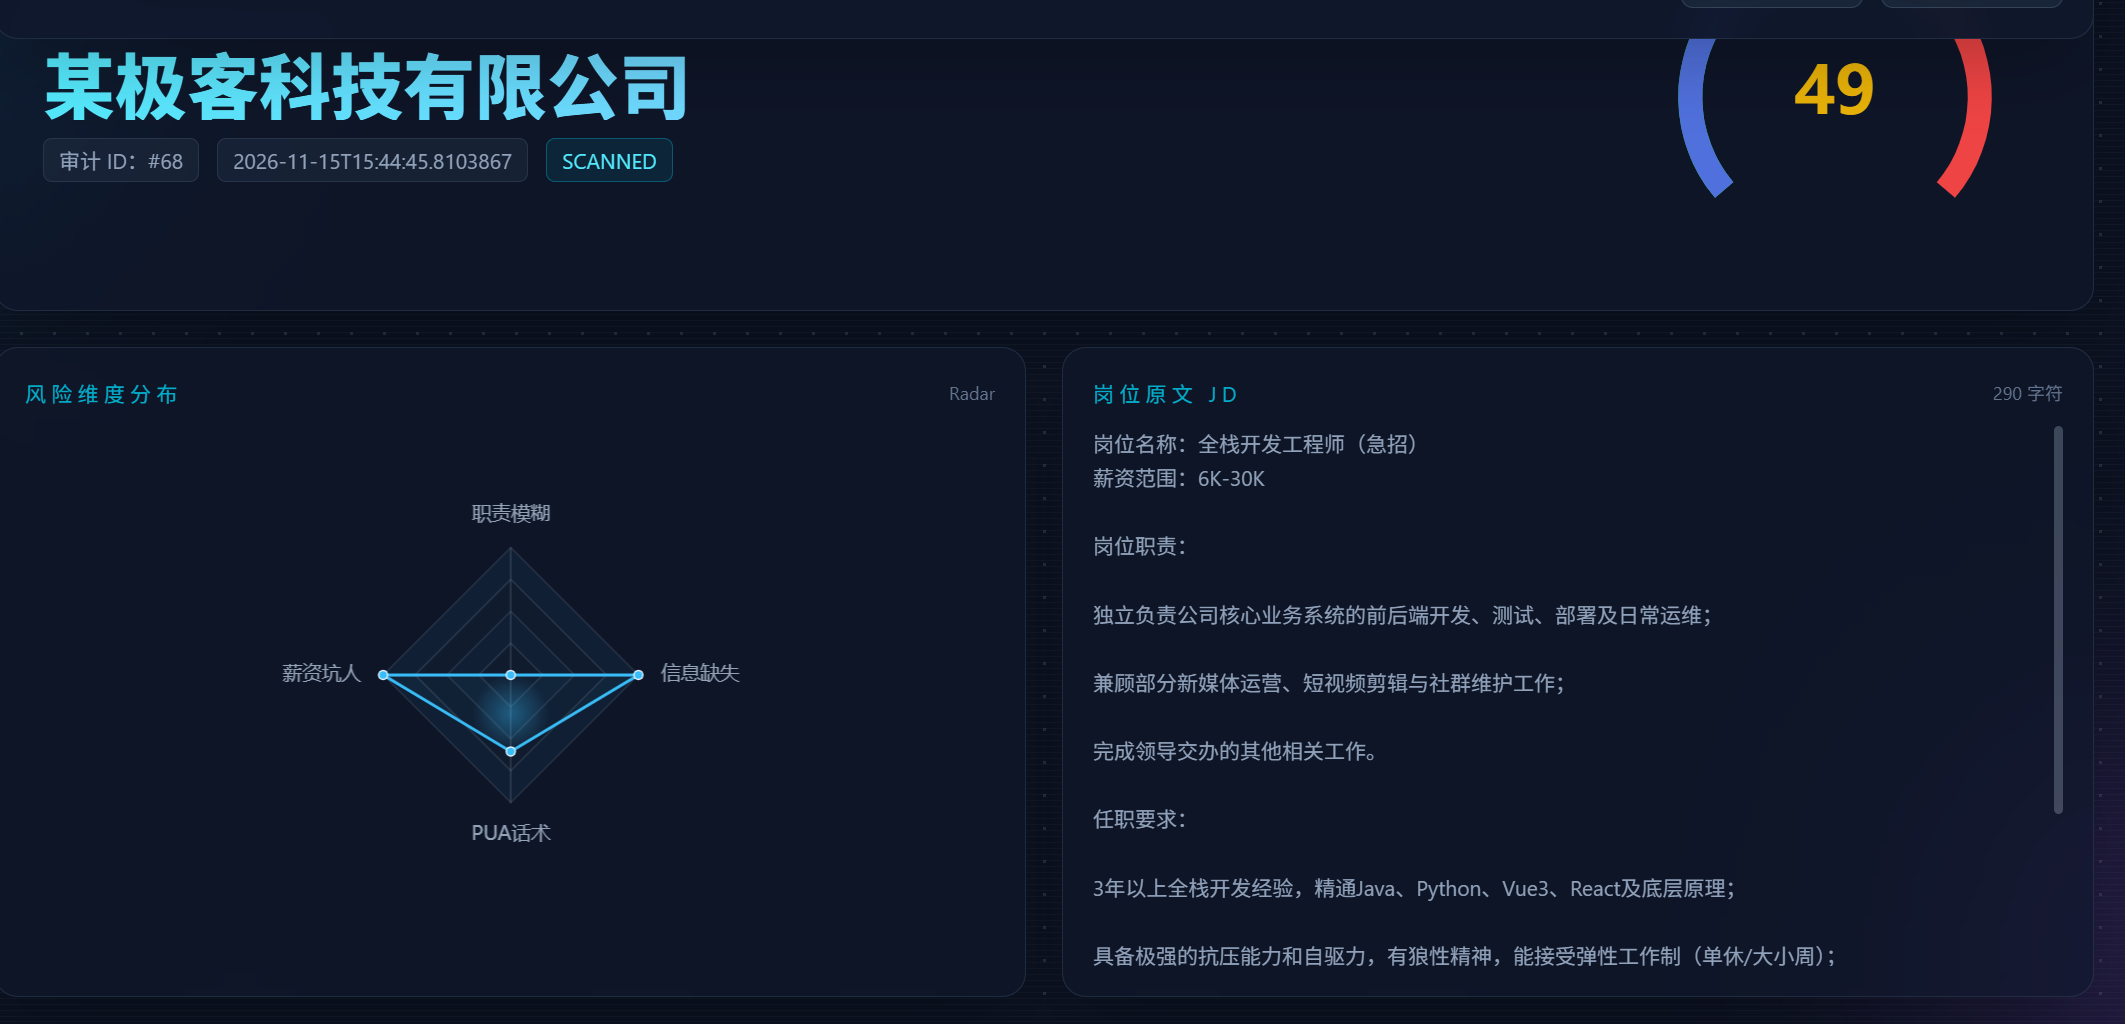 某极客科技有限公司
49
审计 ID：#68
2026-11-15T15:44:45.8103867
SCANNED
风险维度分布
Radar
职责模糊
薪资坑人
信息缺失
PUA话术
岗位原文 JD
290 字符
岗位名称：全栈开发工程师（急招）
薪资范围：6K-30K
岗位职责：
独立负责公司核心业务系统的前后端开发、测试、部署及日常运维；
兼顾部分新媒体运营、短视频剪辑与社群维护工作；
完成领导交办的其他相关工作。
任职要求：
3年以上全栈开发经验，精通Java、Python、Vue3、React及底层原理；
具备极强的抗压能力和自驱力，有狼性精神，能接受弹性工作制（单休/大小周）；